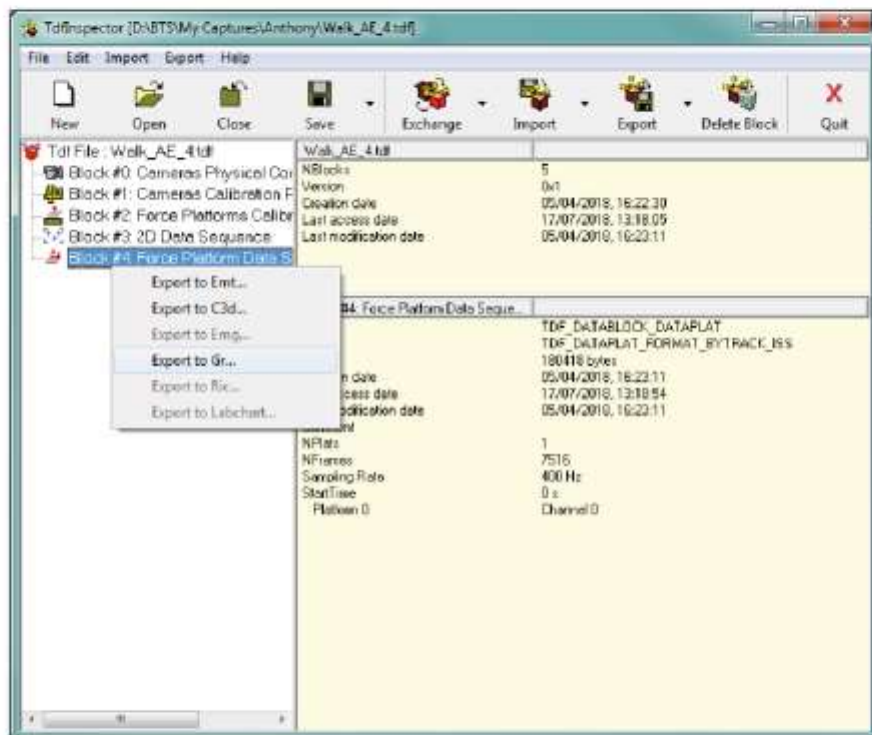 TdfInspector [D:\BTS\My Captures\Anthony\Walk_AE_4.tdf]
File Edit Import Export Help
New Open Close Save Exchange Import Export Delete Block Quit
Tdf File : Walk_AE_4.tdf
Block #0: Cameras Physical Co
Block #1: Cameras Calibration P
Block #2: Force Platforms Calibr
Block #3: 2D Data Sequence
Block #4: Force Platform Data S
Export to Emt...
Export to C3d...
Export to Emg...
Export to Gr...
Export to Ric...
Export to Labchart...
Walk_AE_4.tdf
NBlocks 5
Version 0x1
Creation date 05/04/2018, 16:22:30
Last access date 17/07/2018, 13:18:05
Last modification date 05/04/2018, 16:23:11
#4: Force Platform Data Seque...
TDF_DATABLOCK_DATAPLAT
TDF_DATAPLAT_FORMAT_BYTRACK_ISS
180418 bytes
n date 05/04/2018, 16:23:11
cess date 17/07/2018, 13:18:54
odification date 05/04/2018, 16:23:11
NPlats 1
NFrames 7516
Sampling Rate 400 Hz
StartTime 0 s
Platform 0 Channel 0